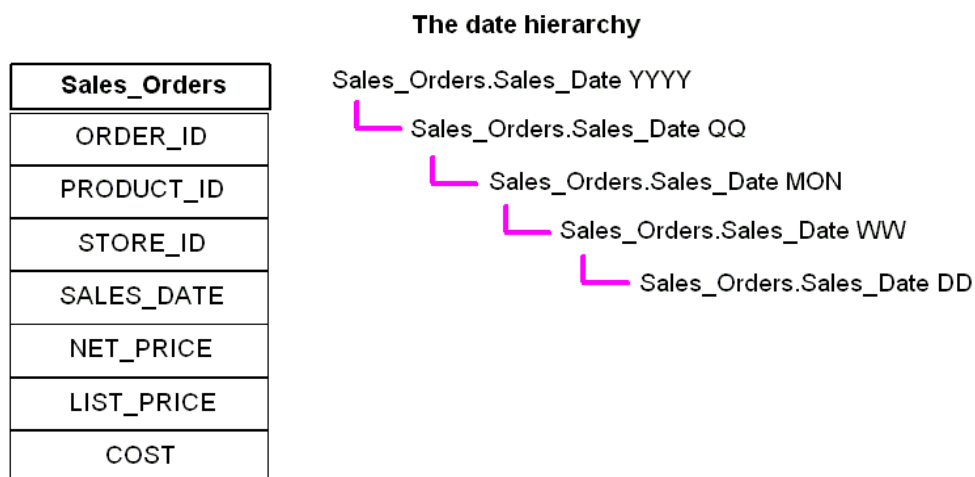 The date hierarchy
Sales_Orders
ORDER_ID
PRODUCT_ID
STORE_ID
SALES_DATE
NET_PRICE
LIST_PRICE
COST
Sales_Orders.Sales_Date YYYY
Sales_Orders.Sales_Date QQ
Sales_Orders.Sales_Date MON
Sales_Orders.Sales_Date WW
Sales_Orders.Sales_Date DD